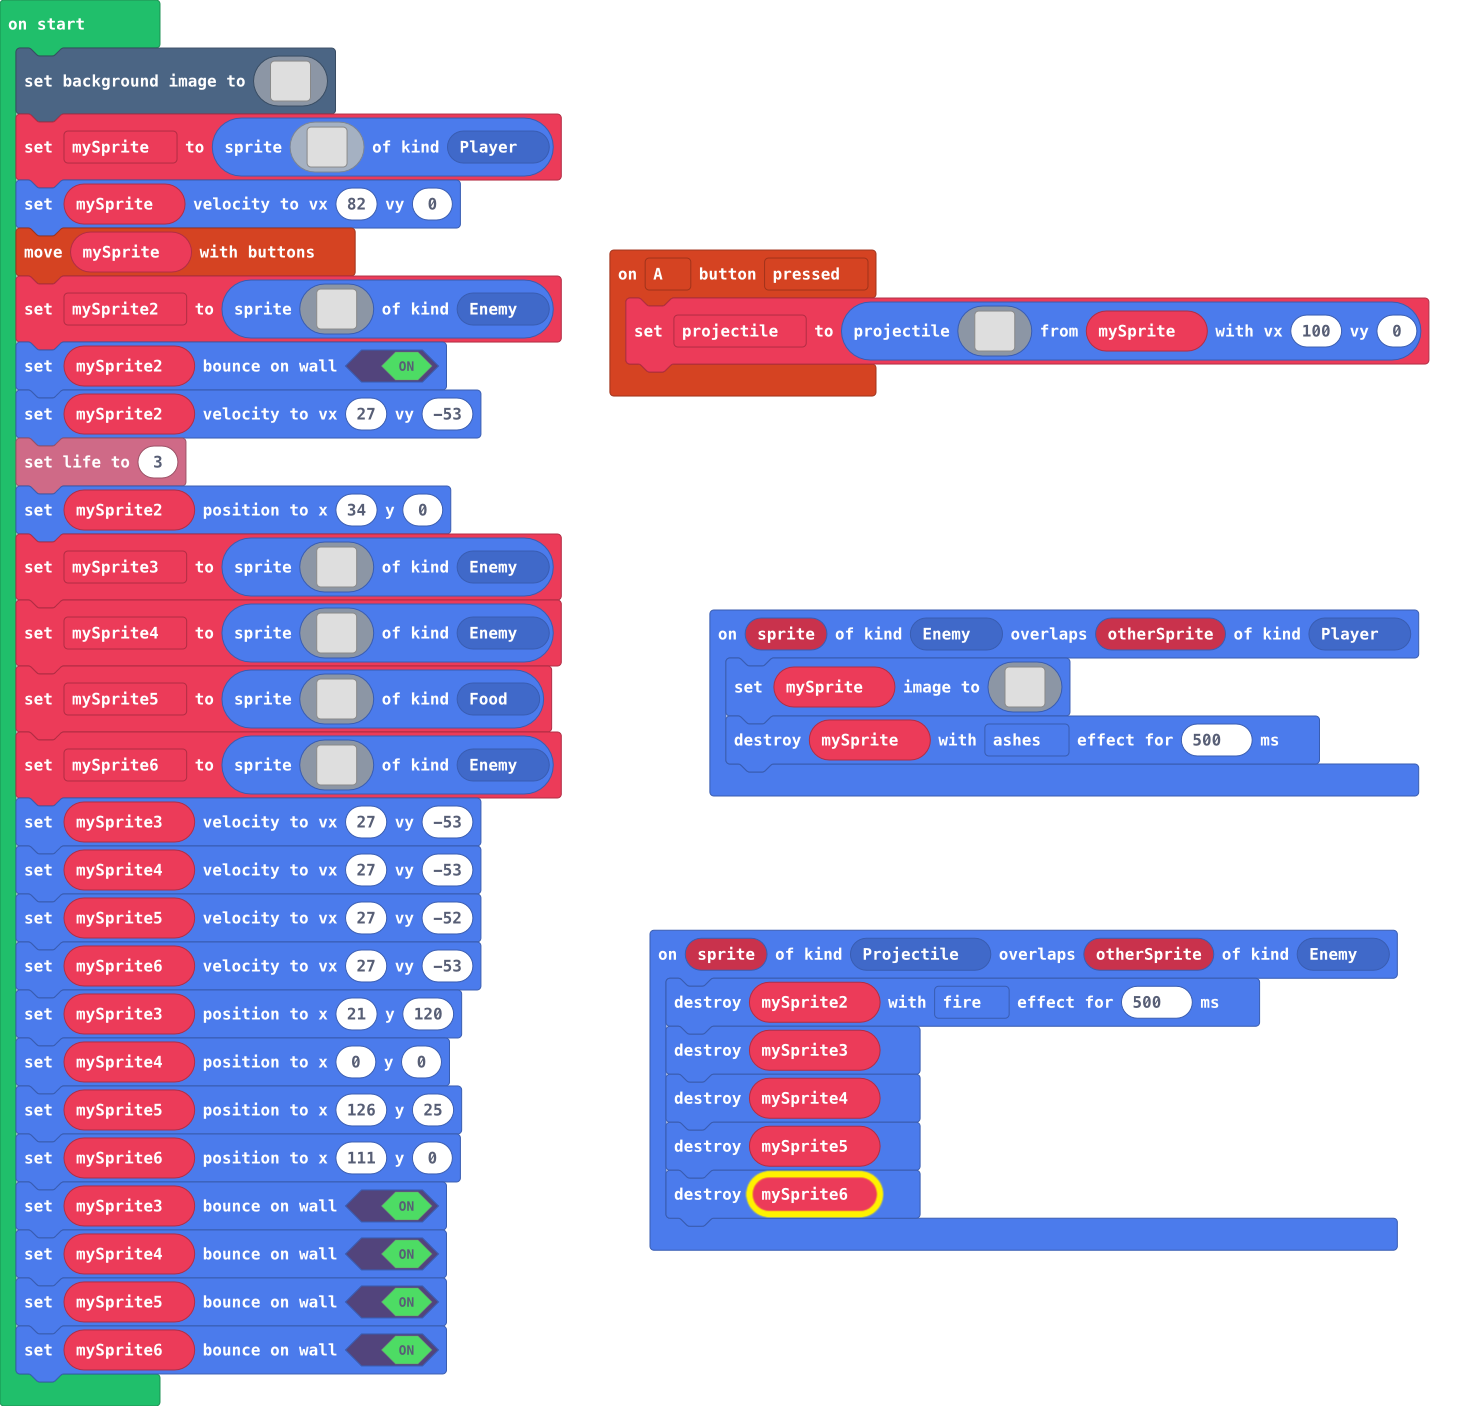 on start
set background image to
set mySprite to sprite of kind Player
set mySprite velocity to vx 82 vy 0
move mySprite with buttons
set mySprite2 to sprite of kind Enemy
set mySprite2 bounce on wall ON
set mySprite2 velocity to vx 27 vy -53
set life to 3
set mySprite2 position to x 34 y 0
set mySprite3 to sprite of kind Enemy
set mySprite4 to sprite of kind Enemy
set mySprite5 to sprite of kind Food
set mySprite6 to sprite of kind Enemy
set mySprite3 velocity to vx 27 vy -53
set mySprite4 velocity to vx 27 vy -53
set mySprite5 velocity to vx 27 vy -52
set mySprite6 velocity to vx 27 vy -53
set mySprite3 position to x 21 y 120
set mySprite4 position to x 0 y 0
set mySprite5 position to x 126 y 25
set mySprite6 position to x 111 y 0
set mySprite3 bounce on wall ON
set mySprite4 bounce on wall ON
set mySprite5 bounce on wall ON
set mySprite6 bounce on wall ON
on A button pressed
set projectile to projectile from mySprite with vx 100 vy 0
on sprite of kind Enemy overlaps otherSprite of kind Player
set mySprite image to
destroy mySprite with ashes effect for 500 ms
on sprite of kind Projectile overlaps otherSprite of kind Enemy
destroy mySprite2 with fire effect for 500 ms
destroy mySprite3
destroy mySprite4
destroy mySprite5
destroy mySprite6